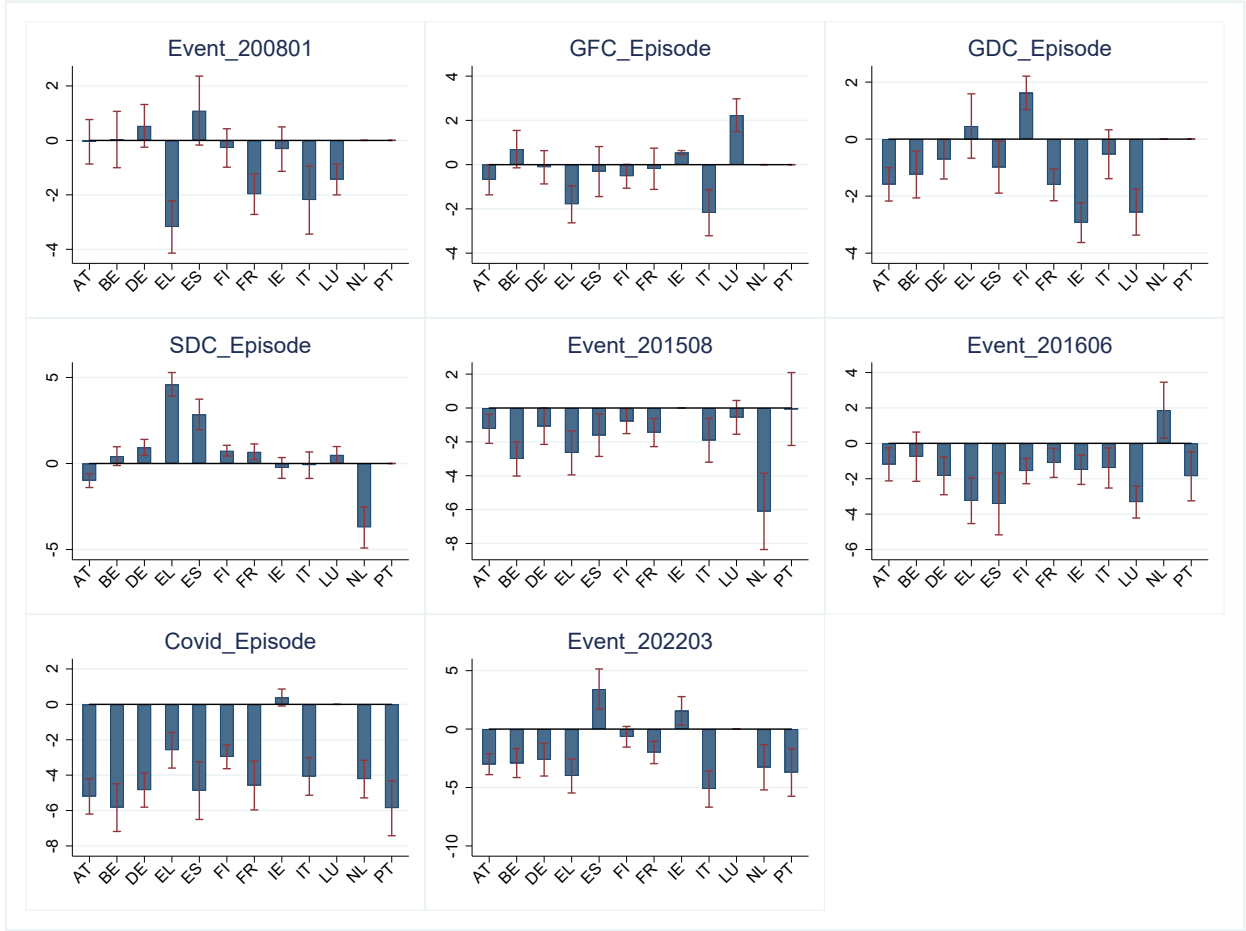 Event_200801
2
0
-2
-4
AT BE DE EL ES FI FR IE IT LU NL PT
GFC_Episode
4
2
0
-2
-4
AT BE DE EL ES FI FR IE IT LU NL PT
GDC_Episode
2
0
-2
-4
AT BE DE EL ES FI FR IE IT LU NL PT
SDC_Episode
5
0
-5
AT BE DE EL ES FI FR IE IT LU NL PT
Event_201508
2
0
-2
-4
-6
-8
AT BE DE EL ES FI FR IE IT LU NL PT
Event_201606
4
2
0
-2
-4
-6
AT BE DE EL ES FI FR IE IT LU NL PT
Covid_Episode
2
0
-2
-4
-6
-8
AT BE DE EL ES FI FR IE IT LU NL PT
Event_202203
5
0
-5
-10
AT BE DE EL ES FI FR IE IT LU NL PT